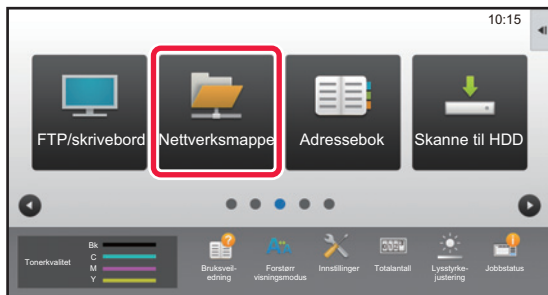 10:15
FTP/skrivebord
Nettverksmappe
Adressebok
Skanne til HDD
Tonerkvalitet
Bk
C
M
Y
Bruksveil-
edning
Forstørr
visningsmodus
Innstillinger
Totalantall
Lysstyrke-
justering
Jobbstatus